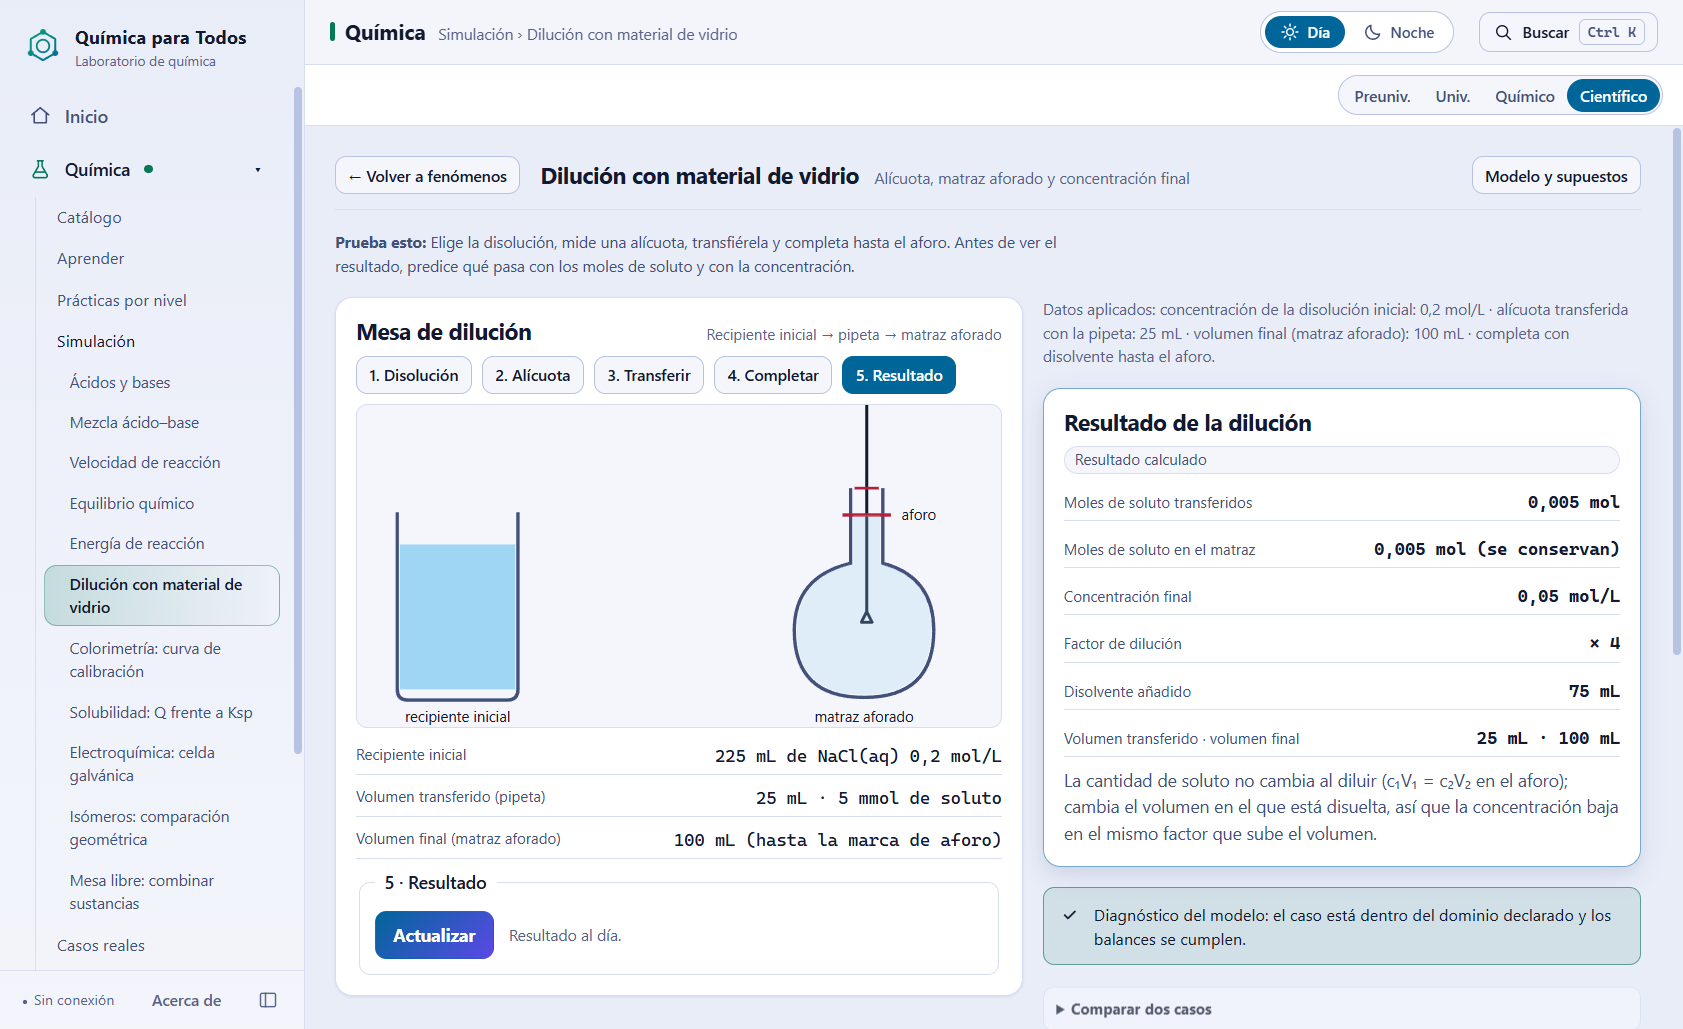 Química para Todos
Laboratorio de química
Inicio
Química
Catálogo
Aprender
Prácticas por nivel
Simulación
Ácidos y bases
Mezcla ácido–base
Velocidad de reacción
Equilibrio químico
Energía de reacción
Dilución con material de
vidrio
Colorimetría: curva de
calibración
Solubilidad: Q frente a Ksp
Electroquímica: celda
galvánica
Isómeros: comparación
geométrica
Mesa libre: combinar
sustancias
Casos reales
• Sin conexión
Acerca de
Química
Simulación › Dilución con material de vidrio
Día
Noche
Buscar
Ctrl K
Preuniv.
Univ.
Químico
Científico
← Volver a fenómenos
Dilución con material de vidrio
Alícuota, matraz aforado y concentración final
Modelo y supuestos
Prueba esto: Elige la disolución, mide una alícuota, transfiérela y completa hasta el aforo. Antes de ver el
resultado, predice qué pasa con los moles de soluto y con la concentración.
Mesa de dilución
Recipiente inicial → pipeta → matraz aforado
1. Disolución
2. Alícuota
3. Transferir
4. Completar
5. Resultado
aforo
recipiente inicial
matraz aforado
Recipiente inicial
225 mL de NaCl(aq) 0,2 mol/L
Volumen transferido (pipeta)
25 mL · 5 mmol de soluto
Volumen final (matraz aforado)
100 mL (hasta la marca de aforo)
5 · Resultado
Actualizar
Resultado al día.
Datos aplicados: concentración de la disolución inicial: 0,2 mol/L · alícuota transferida
con la pipeta: 25 mL · volumen final (matraz aforado): 100 mL · completa con
disolvente hasta el aforo.
Resultado de la dilución
Resultado calculado
Moles de soluto transferidos
0,005 mol
Moles de soluto en el matraz
0,005 mol (se conservan)
Concentración final
0,05 mol/L
Factor de dilución
× 4
Disolvente añadido
75 mL
Volumen transferido · volumen final
25 mL · 100 mL
La cantidad de soluto no cambia al diluir (c₁V₁ = c₂V₂ en el aforo);
cambia el volumen en el que está disuelta, así que la concentración baja
en el mismo factor que sube el volumen.
Diagnóstico del modelo: el caso está dentro del dominio declarado y los
balances se cumplen.
Comparar dos casos